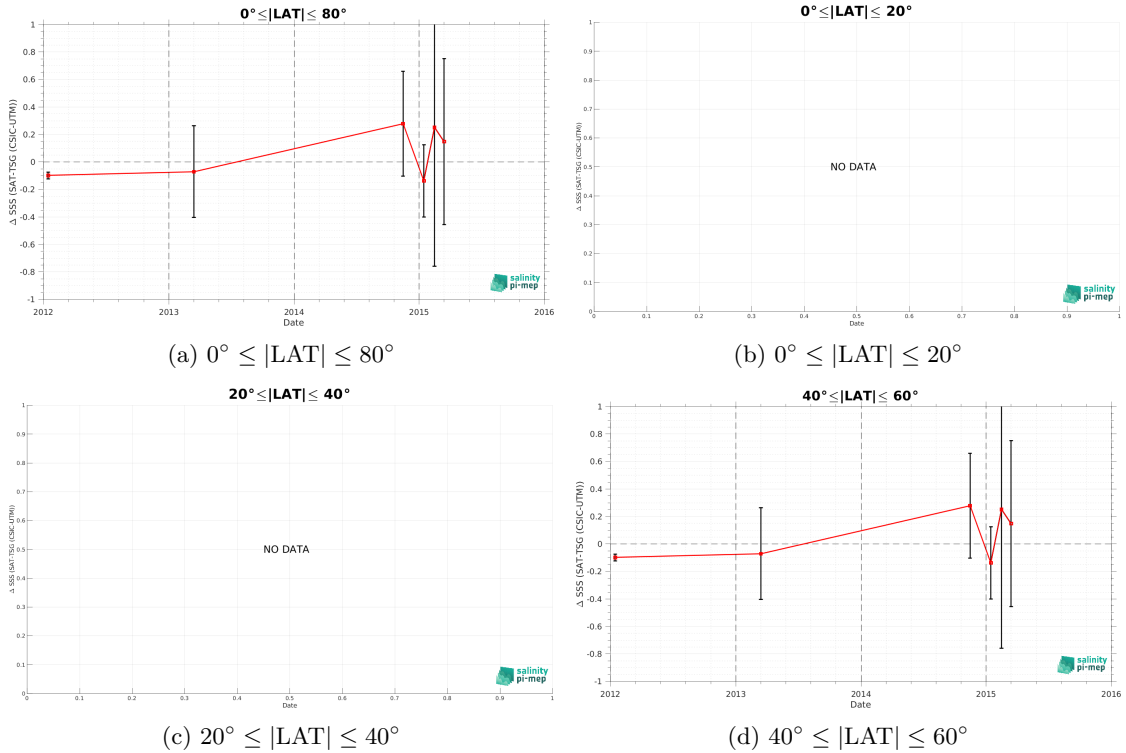 0°≤|LAT|≤ 80°
1
0.8
0.6
0.4
0.2
0
-0.2
-0.4
-0.6
-0.8
-1
Δ SSS (SAT-TSG (CSIC-UTM))
2012
2013
2014
2015
2016
Date
salinity
pi-mep
(a) 0° ≤ |LAT| ≤ 80°
0°≤|LAT|≤ 20°
1
0.9
0.8
0.7
0.6
0.5
0.4
0.3
0.2
0.1
0
Δ SSS (SAT-TSG (CSIC-UTM))
NO DATA
0
0.1
0.2
0.3
0.4
0.5
0.6
0.7
0.8
0.9
1
Date
salinity
pi-mep
(b) 0° ≤ |LAT| ≤ 20°
20°≤|LAT|≤ 40°
1
0.9
0.8
0.7
0.6
0.5
0.4
0.3
0.2
0.1
0
Δ SSS (SAT-TSG (CSIC-UTM))
NO DATA
0
0.1
0.2
0.3
0.4
0.5
0.6
0.7
0.8
0.9
1
Date
salinity
pi-mep
(c) 20° ≤ |LAT| ≤ 40°
40°≤|LAT|≤ 60°
1
0.8
0.6
0.4
0.2
0
-0.2
-0.4
-0.6
-0.8
-1
Δ SSS (SAT-TSG (CSIC-UTM))
2012
2013
2014
2015
2016
Date
salinity
pi-mep
(d) 40° ≤ |LAT| ≤ 60°